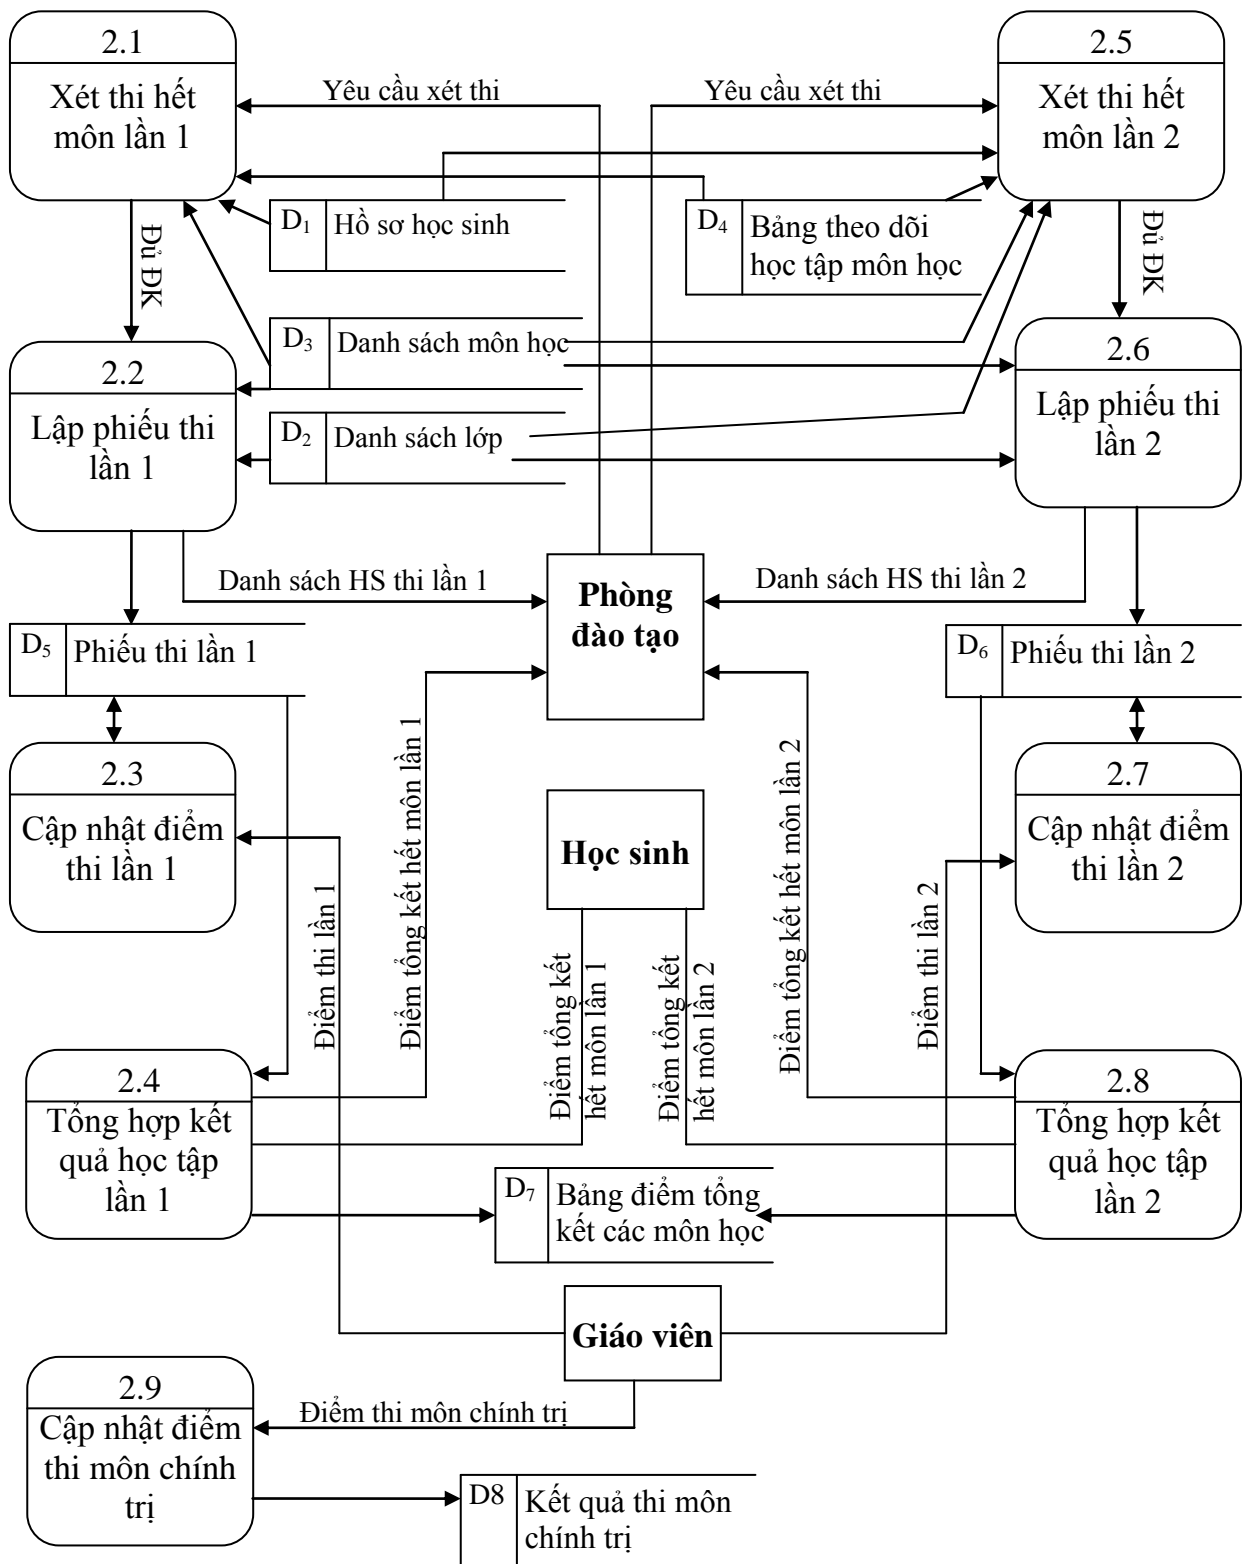 2.1
Xét thi hết
môn lần 1
2.5
Xét thi hết
môn lần 2
Yêu cầu xét thi
Yêu cầu xét thi
D1
Hồ sơ học sinh
D4
Bảng theo dõi
học tập môn học
Đủ ĐK
Đủ ĐK
D3
Danh sách môn học
2.2
Lập phiếu thi
lần 1
2.6
Lập phiếu thi
lần 2
D2
Danh sách lớp
Danh sách HS thi lần 1
Danh sách HS thi lần 2
Phòng
đào tạo
D5
Phiếu thi lần 1
D6
Phiếu thi lần 2
2.3
Cập nhật điểm
thi lần 1
2.7
Cập nhật điểm
thi lần 2
Học sinh
Điểm thi lần 1
Điểm tổng kết hết môn lần 1
Điểm tổng kết
hết môn lần 1
Điểm tổng kết
hết môn lần 2
Điểm tổng kết hết môn lần 2
Điểm thi lần 2
2.4
Tổng hợp kết
quả học tập
lần 1
2.8
Tổng hợp kết
quả học tập
lần 2
D7
Bảng điểm tổng
kết các môn học
Giáo viên
2.9
Cập nhật điểm
thi môn chính
trị
Điểm thi môn chính trị
D8
Kết quả thi môn
chính trị